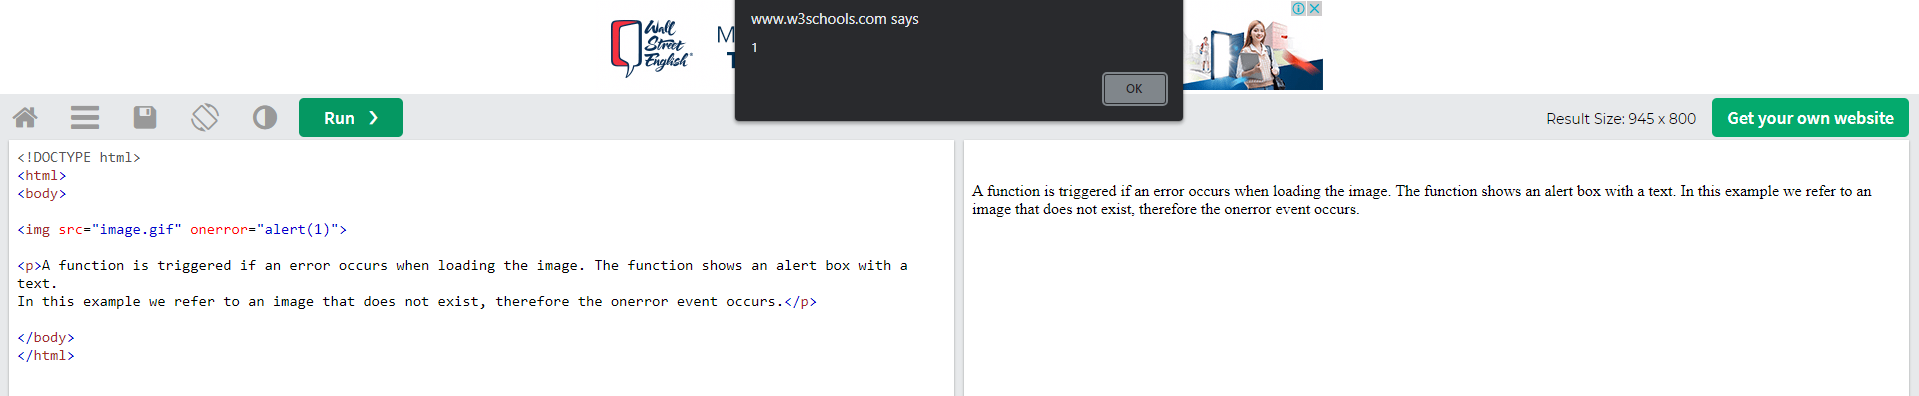 www.w3schools.com says
1
OK
Wall
Street
English
M
T
Run ❯
Result Size: 945 x 800
Get your own website
<!DOCTYPE html>
<html>
<body>
<img src="image.gif" onerror="alert(1)">
<p>A function is triggered if an error occurs when loading the image. The function shows an alert box with a
text.
In this example we refer to an image that does not exist, therefore the onerror event occurs.</p>
</body>
</html>
A function is triggered if an error occurs when loading the image. The function shows an alert box with a text. In this example we refer to an
image that does not exist, therefore the onerror event occurs.